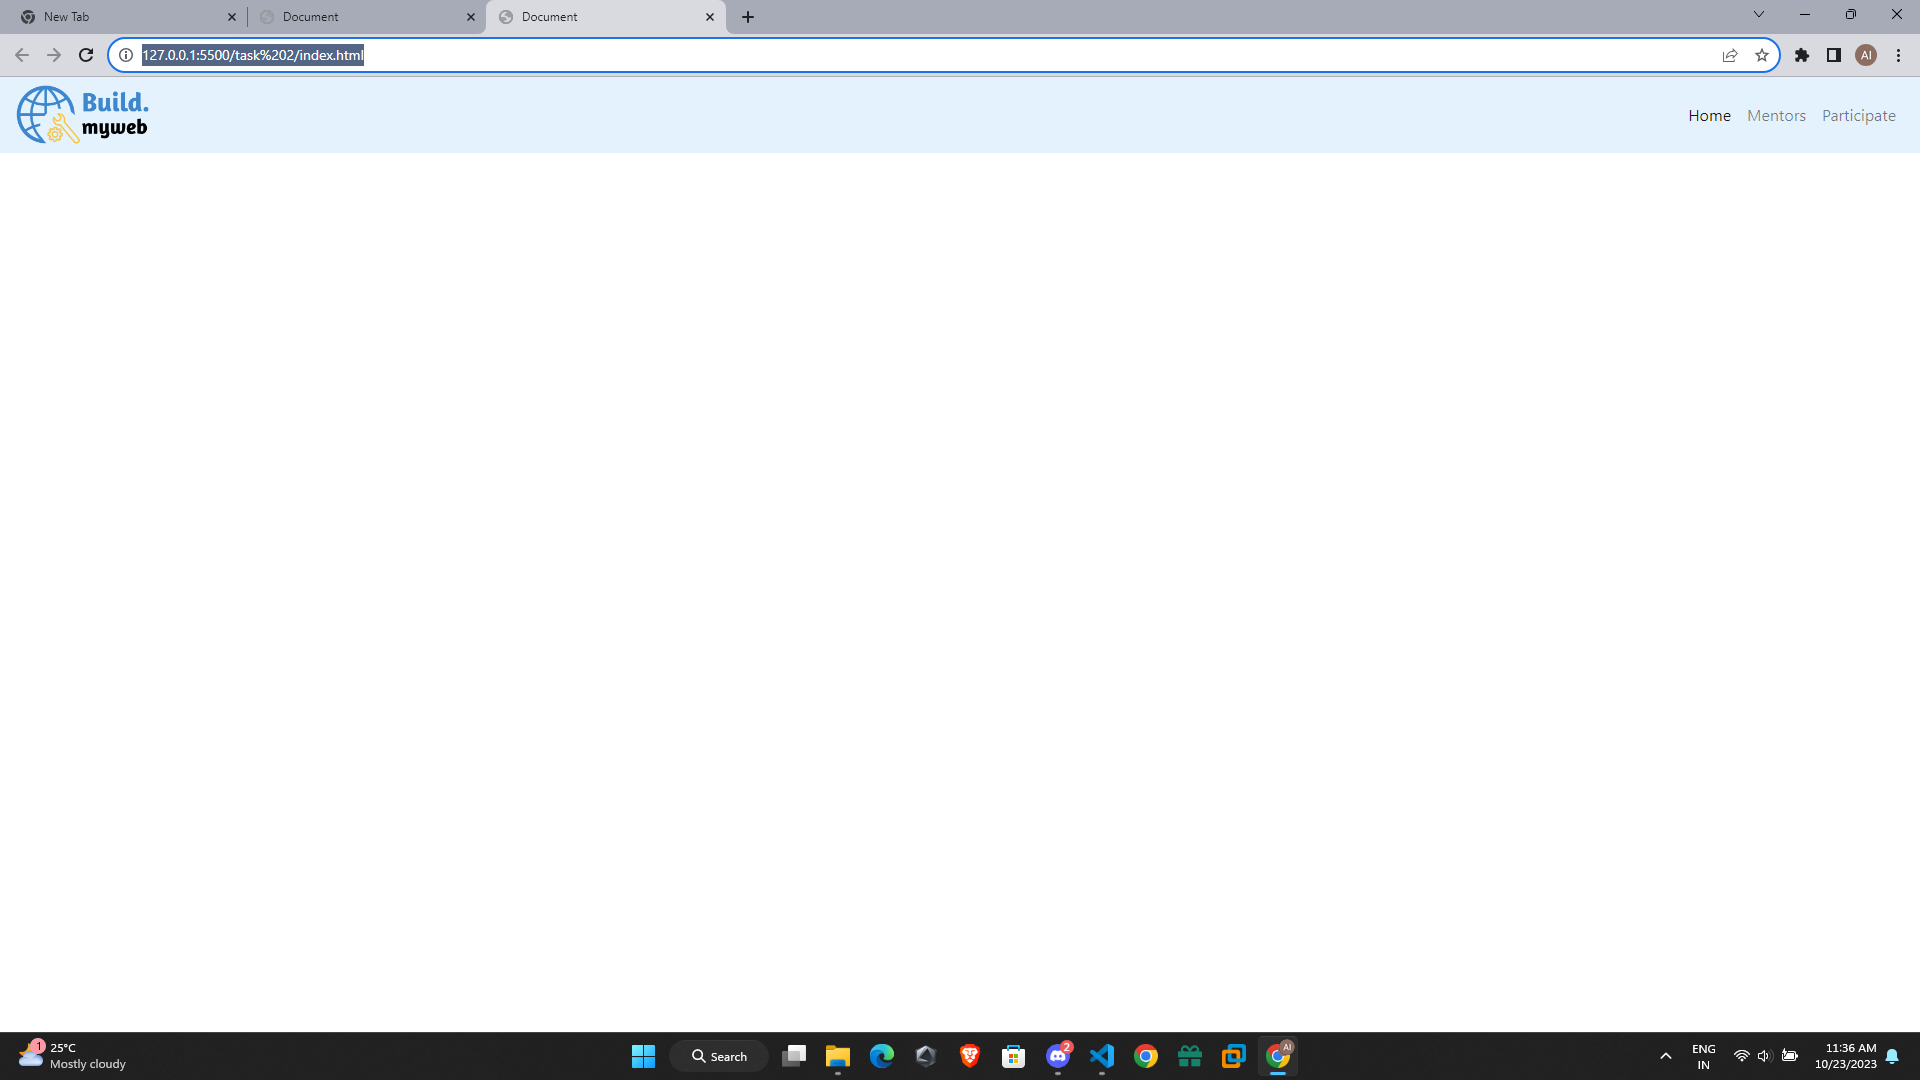 New Tab
Document
Document
127.0.0.1:5500/task%202/index.html
AI
Build.
myweb
Home
Mentors
Participate
1
25°C
Mostly cloudy
Search
2
AI
ENG
IN
11:36 AM
10/23/2023